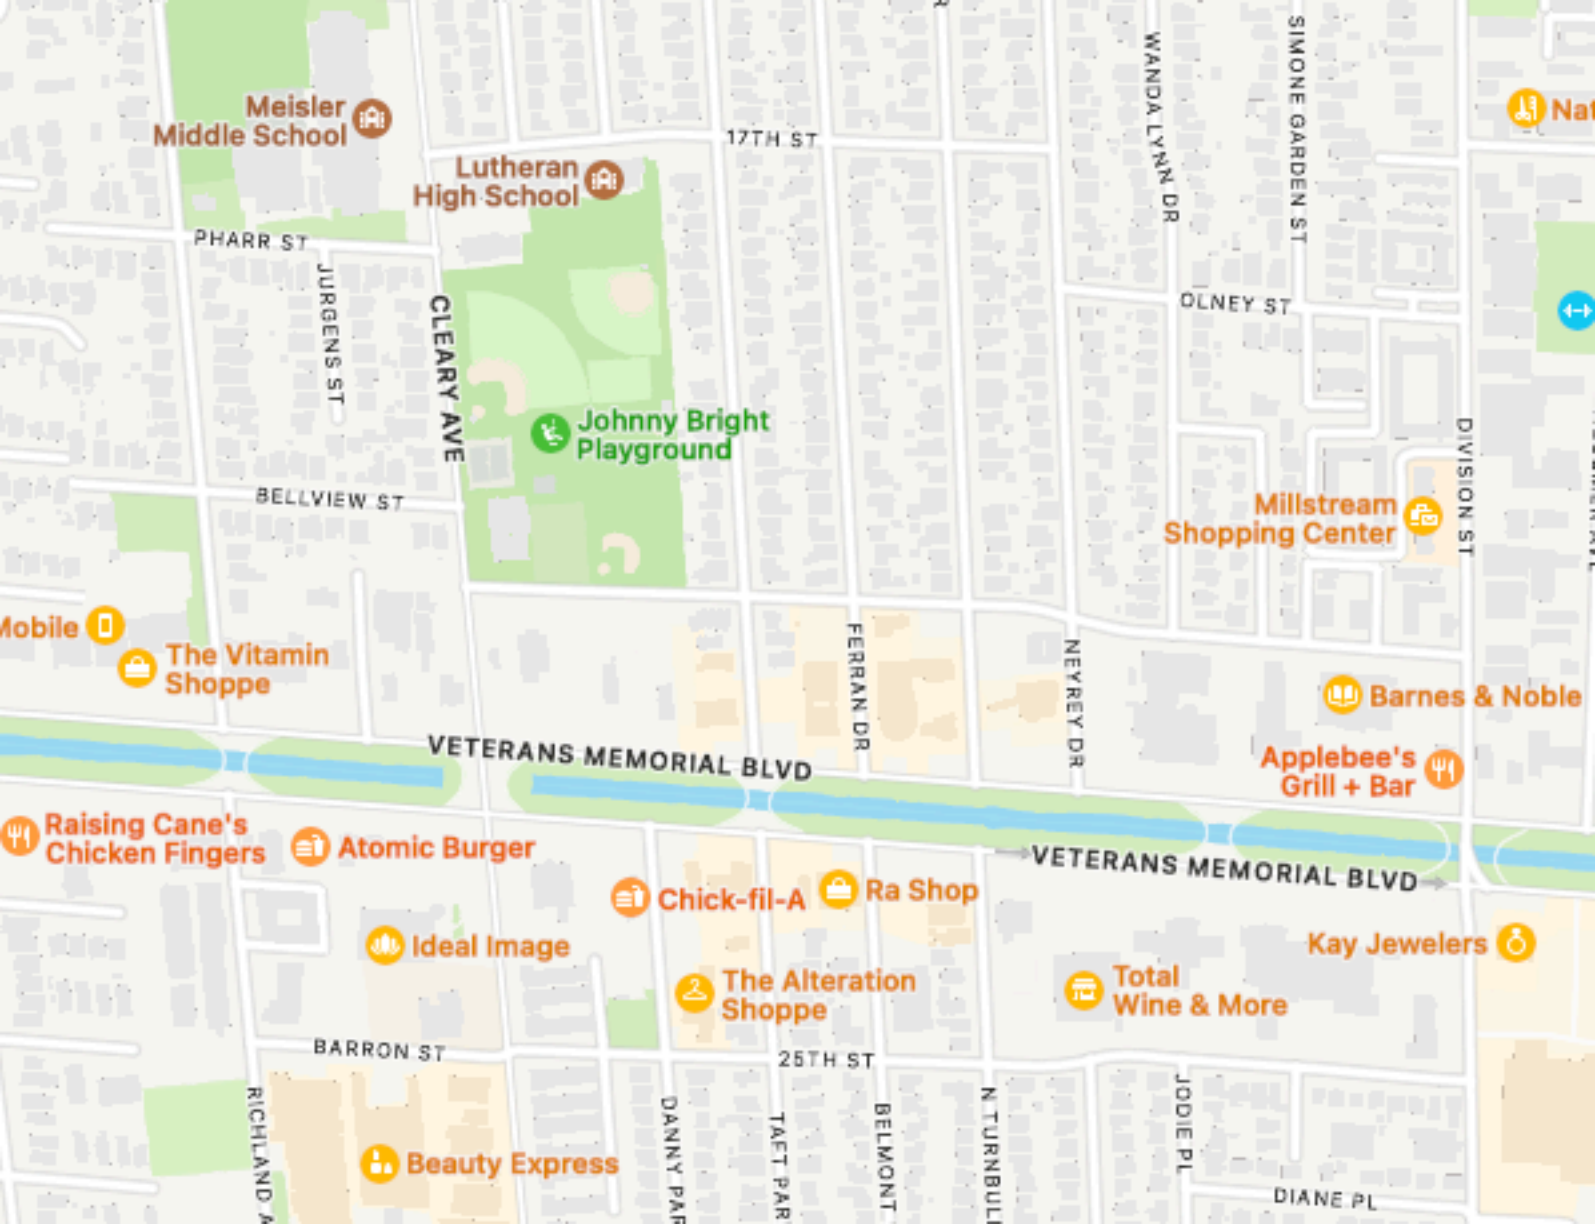 WANDA LYNN DR
SIMONE GARDEN ST
Meisler
Middle School
17TH ST
Lutheran
High School
PHARR ST
JURGENS ST
CLEARY AVE
OLNEY ST
Johnny Bright
Playground
DIVISION ST
BELLVIEW ST
Millstream
Shopping Center
Mobile
The Vitamin
Shoppe
FERRAN DR
NEYREY DR
Barnes & Noble
VETERANS MEMORIAL BLVD
Applebee's
Grill + Bar
Raising Cane's
Chicken Fingers
Atomic Burger
VETERANS MEMORIAL BLVD
Chick-fil-A
Ra Shop
Ideal Image
Kay Jewelers
The Alteration
Shoppe
Total
Wine & More
BARRON ST
25TH ST
RICHLAND A
DANNY PAR
TAFT PAR
BELMONT
N TURNBUL
JODIE PL
Beauty Express
DIANE PL